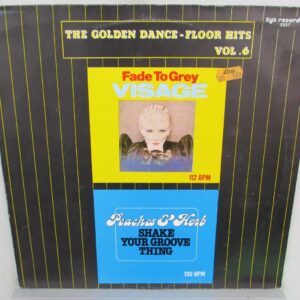 THE GOLDEN DANCE-FLOOR HITS
VOL.6
Fade To Grey
VISAGE
112 BPM
Peaches & Herb
SHAKE
YOUR GROOVE
THING
130 BPM